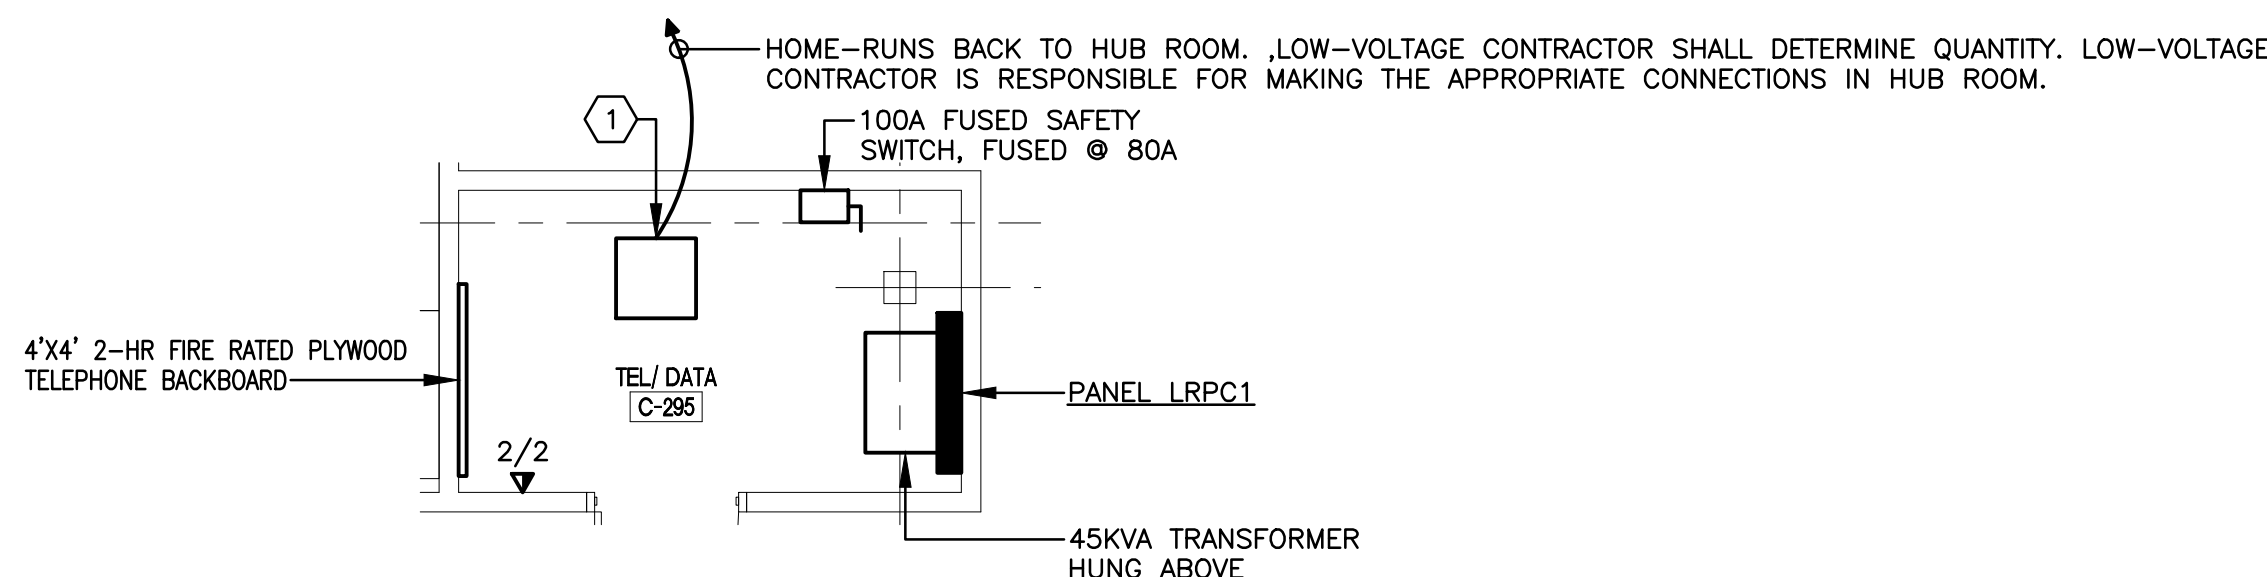 HOME-RUNS BACK TO HUB ROOM. ,LOW-VOLTAGE CONTRACTOR SHALL DETERMINE QUANTITY. LOW-VOLTAGE
CONTRACTOR IS RESPONSIBLE FOR MAKING THE APPROPRIATE CONNECTIONS IN HUB ROOM.
1
100A FUSED SAFETY
SWITCH, FUSED @ 80A
4'X4' 2-HR FIRE RATED PLYWOOD
TELEPHONE BACKBOARD
TEL/ DATA
C-295
PANEL LRPC1
2/2
45KVA TRANSFORMER
HUNG ABOVE